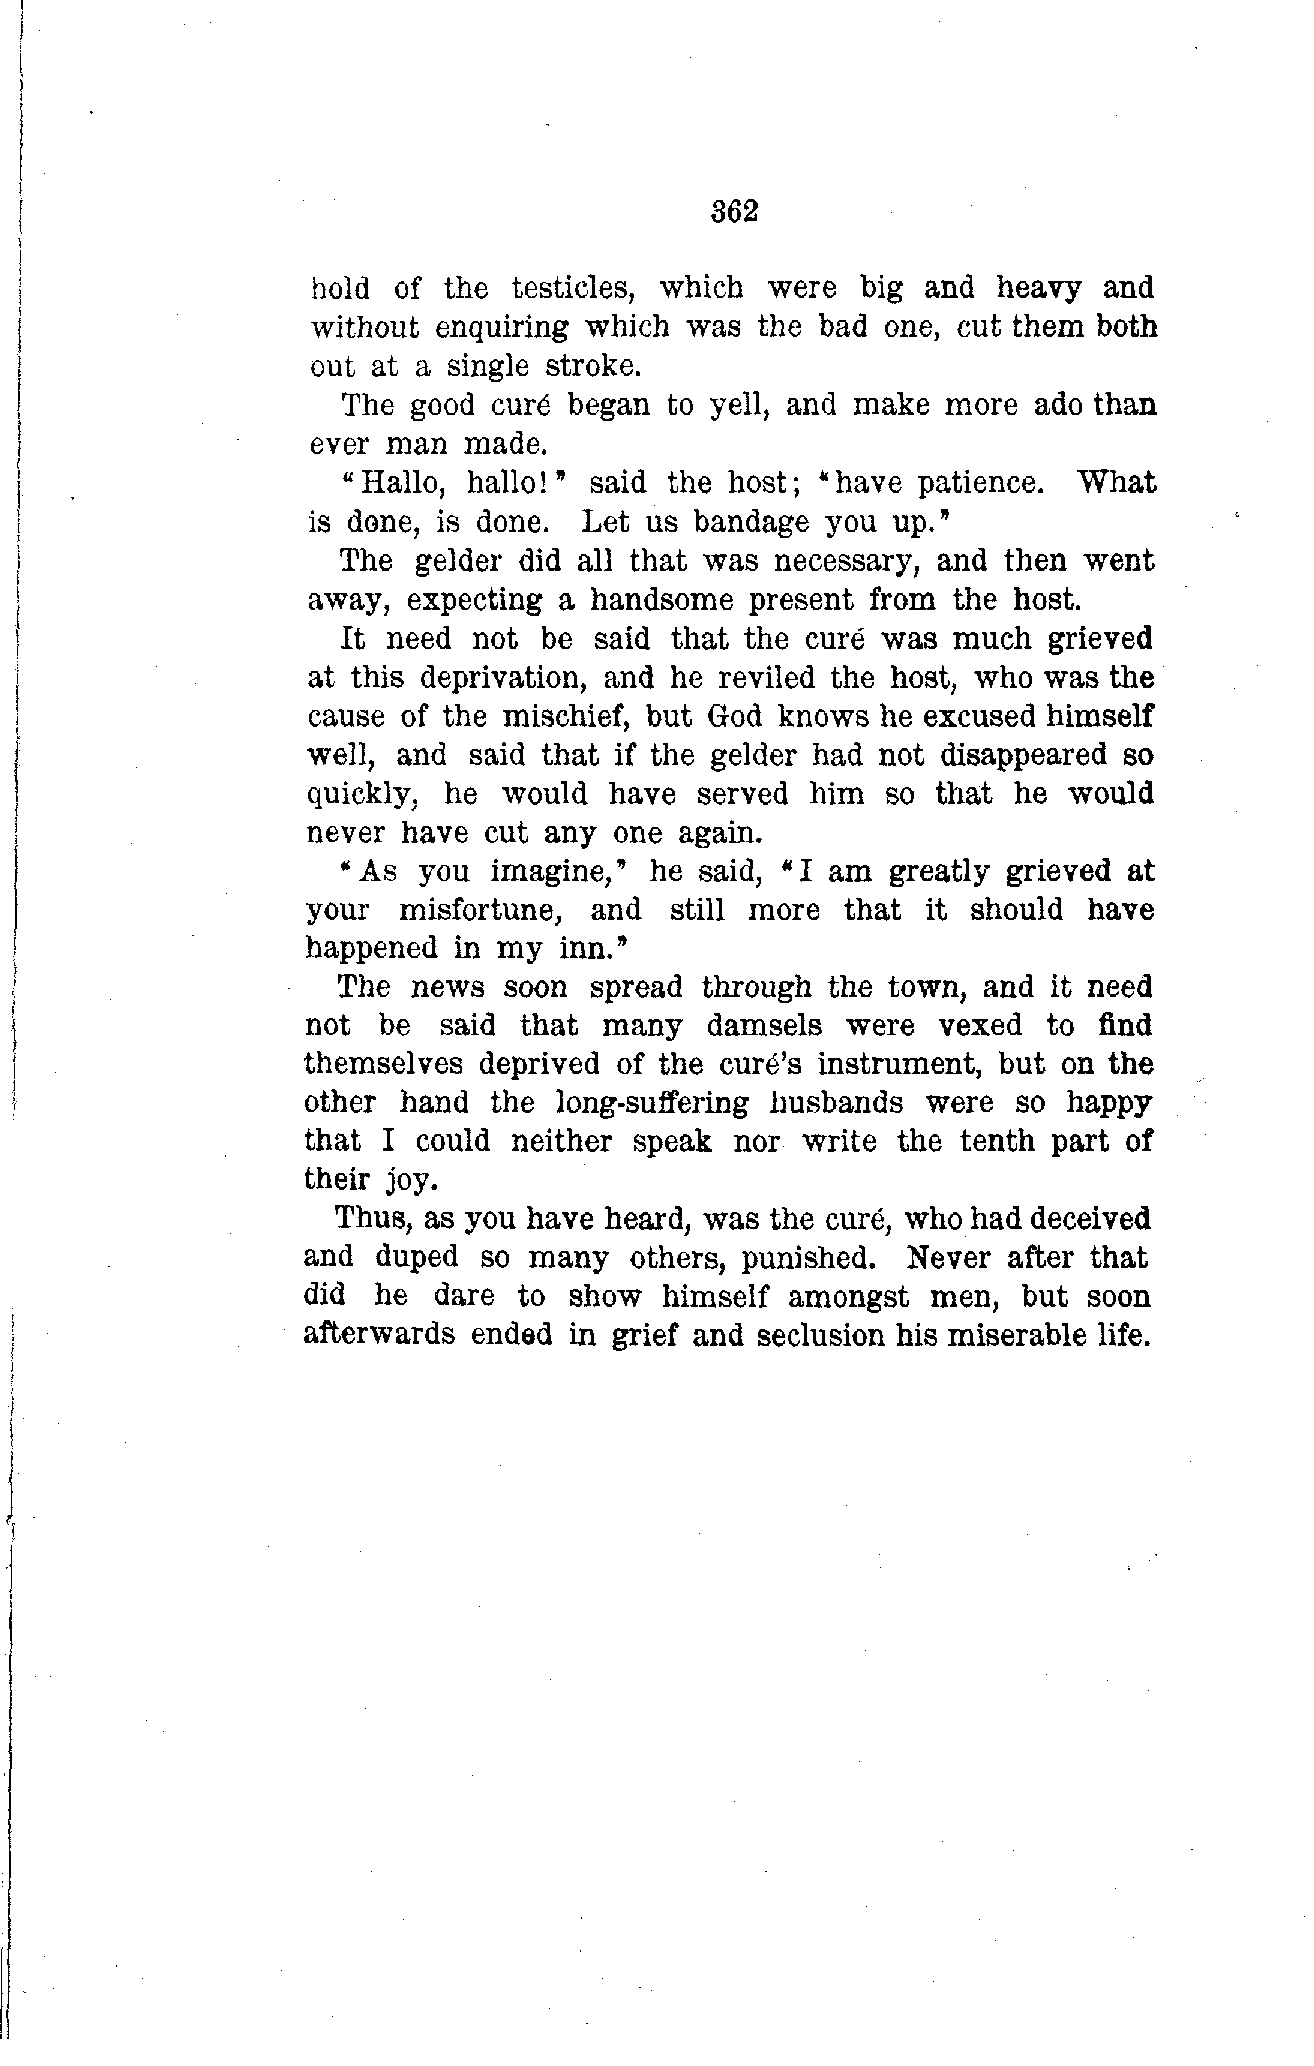 362
hold of the testicles, which were big and heavy and
without enquiring which was the bad one, cut them both
out at a single stroke.
The good curé began to yell, and make more ado than
ever man made.
“Hallo, hallo!” said the host; “have patience. What
is done, is done. Let us bandage you up.”
The gelder did all that was necessary, and then went
away, expecting a handsome present from the host.
It need not be said that the curé was much grieved
at this deprivation, and he reviled the host, who was the
cause of the mischief, but God knows he excused himself
well, and said that if the gelder had not disappeared so
quickly, he would have served him so that he would
never have cut any one again.
“As you imagine,” he said, “I am greatly grieved at
your misfortune, and still more that it should have
happened in my inn.”
The news soon spread through the town, and it need
not be said that many damsels were vexed to find
themselves deprived of the curé's instrument, but on the
other hand the long-suffering husbands were so happy
that I could neither speak nor write the tenth part of
their joy.
Thus, as you have heard, was the curé, who had deceived
and duped so many others, punished. Never after that
did he dare to show himself amongst men, but soon
afterwards ended in grief and seclusion his miserable life.